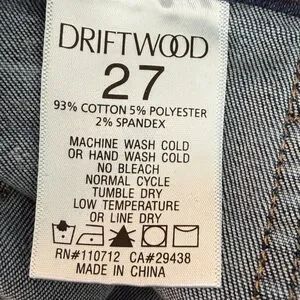 DRIFTWOOD
27
93% COTTON 5% POLYESTER
2% SPANDEX
MACHINE WASH COLD
OR HAND WASH COLD
NO BLEACH
NORMAL CYCLE
TUMBLE DRY
LOW TEMPERATURE
OR LINE DRY
RN#110712 CA#29438
MADE IN CHINA